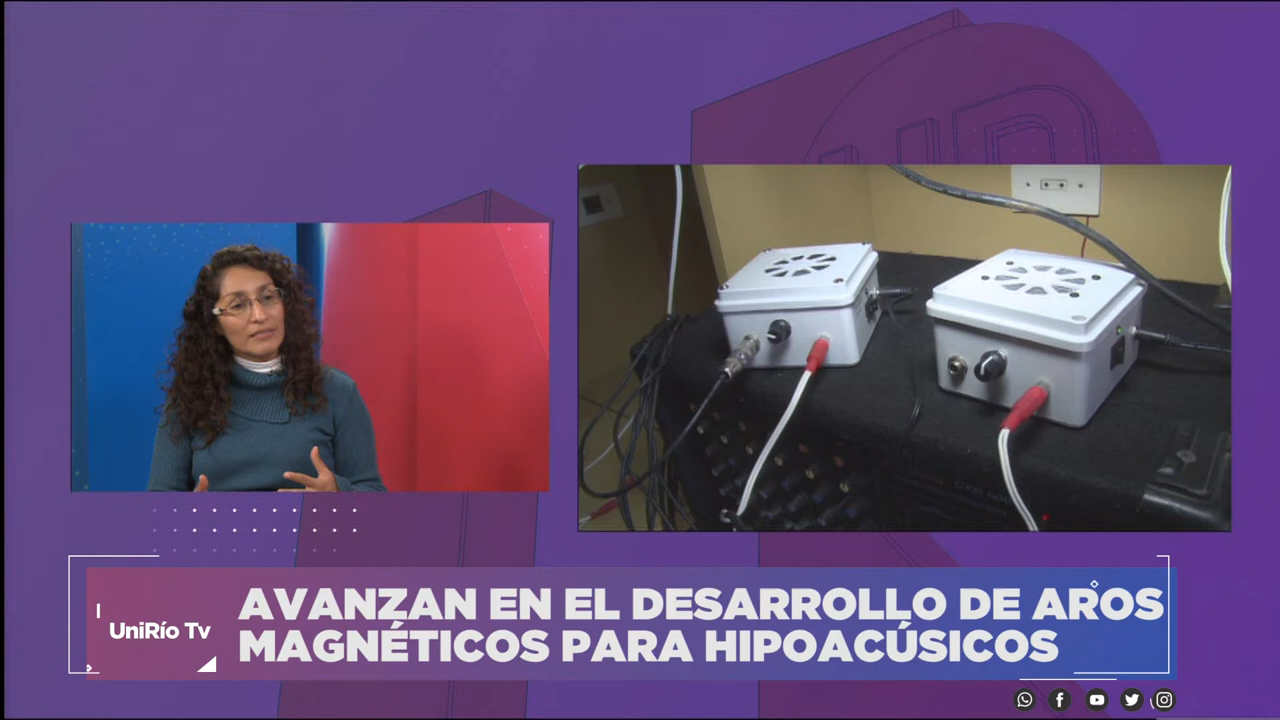 UniRío Tv
AVANZAN EN EL DESARROLLO DE AROS
MAGNÉTICOS PARA HIPOACÚSICOS